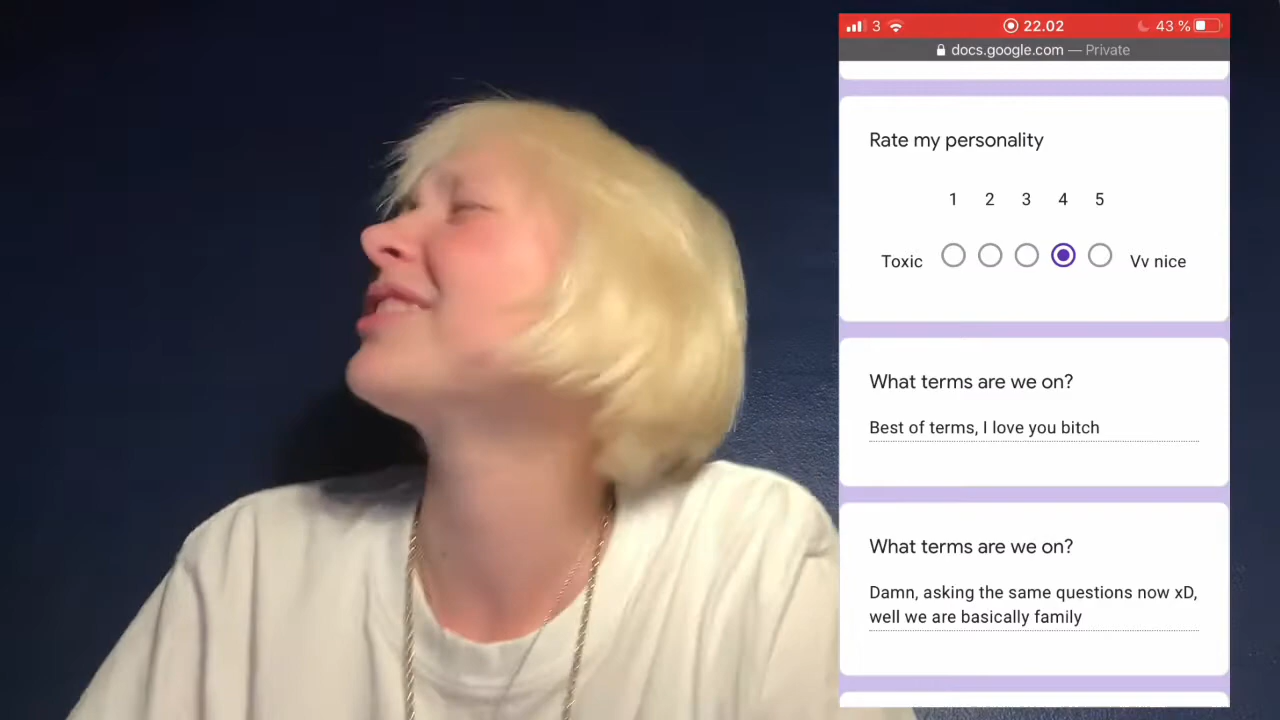 3 22.02 43 %
docs.google.com — Private
Rate my personality
1 2 3 4 5
Toxic Vv nice
What terms are we on?
Best of terms, I love you bitch
What terms are we on?
Damn, asking the same questions now xD,
well we are basically family